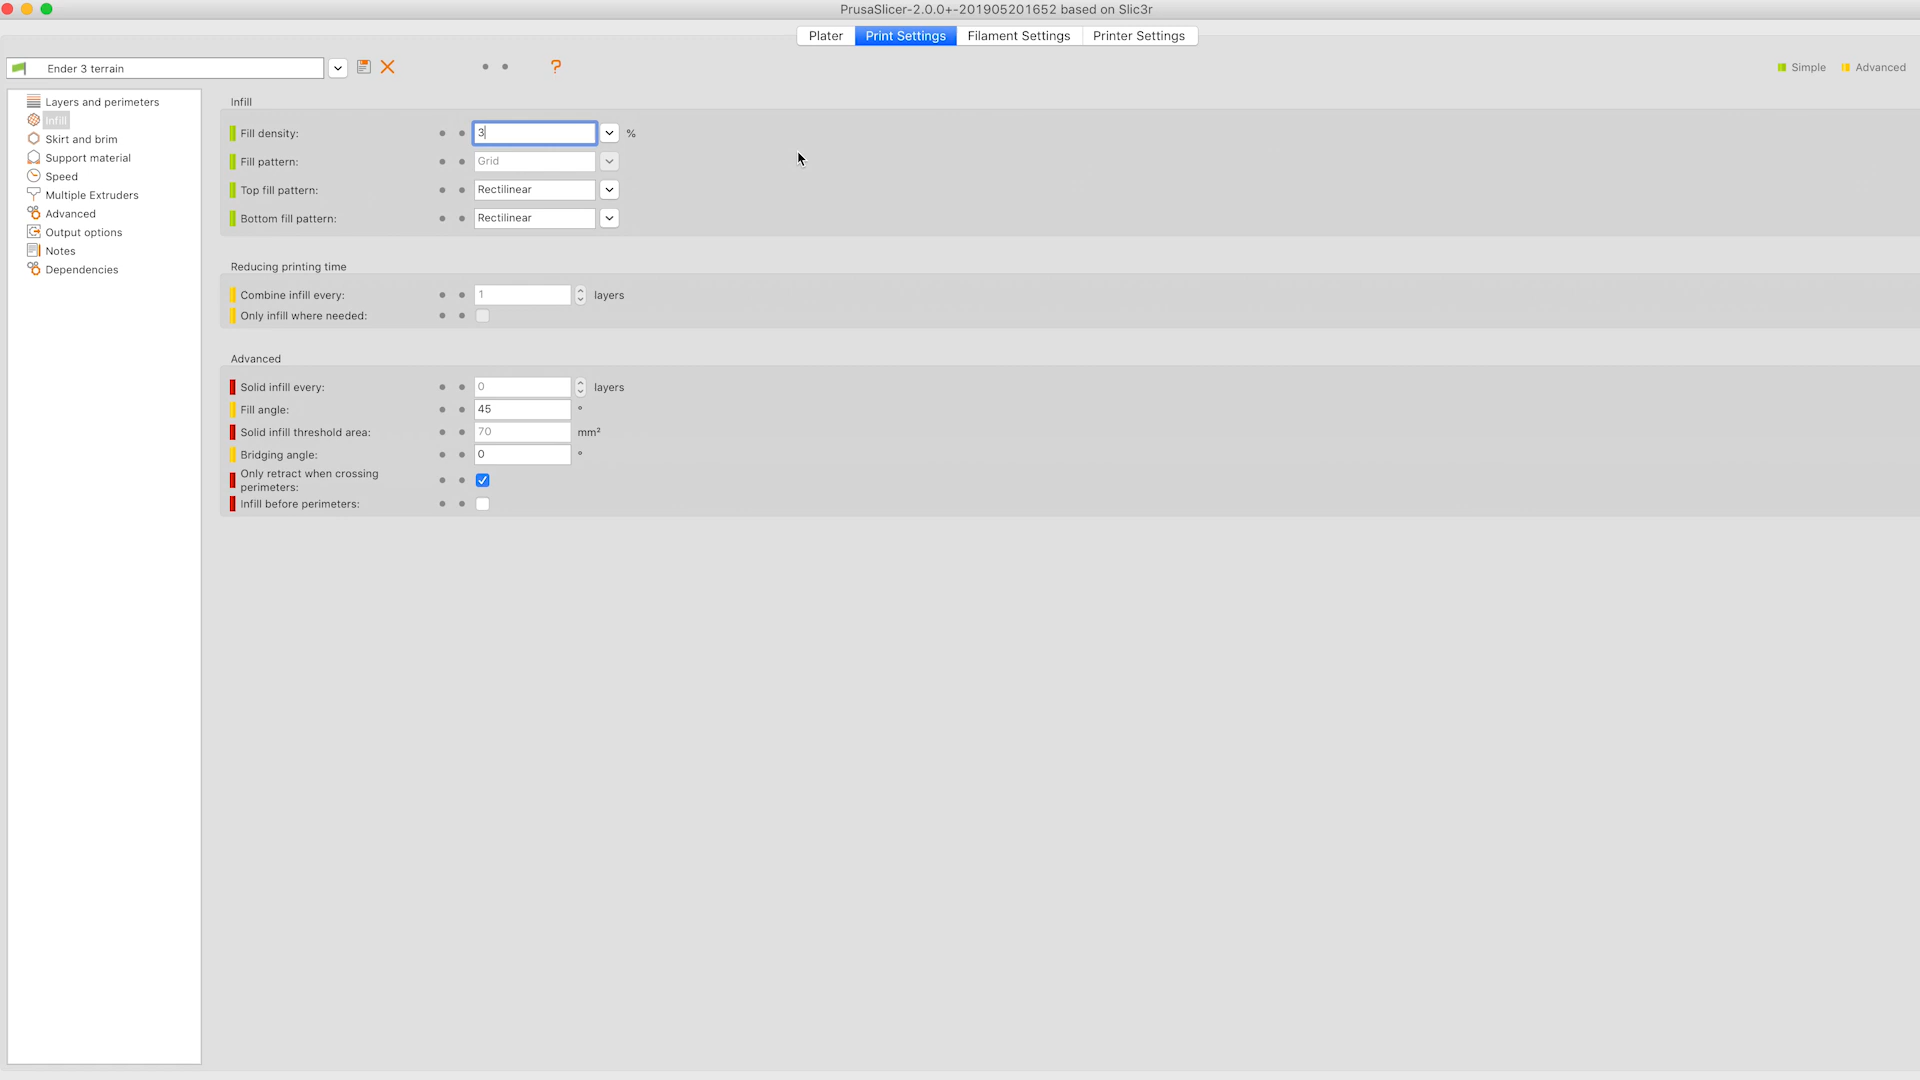 PrusaSlicer-2.0.0+-201905201652 based on Slic3r
Plater Print Settings Filament Settings Printer Settings
Ender 3 terrain ? Simple Advanced
Layers and perimeters
Infill
Skirt and brim
Support material
Speed
Multiple Extruders
Advanced
Output options
Notes
Dependencies
Infill
Fill density: 3 %
Fill pattern: Grid
Top fill pattern: Rectilinear
Bottom fill pattern: Rectilinear
Reducing printing time
Combine infill every: 1 layers
Only infill where needed:
Advanced
Solid infill every: 0 layers
Fill angle: 45 °
Solid infill threshold area: 70 mm²
Bridging angle: 0 °
Only retract when crossing
perimeters:
Infill before perimeters: